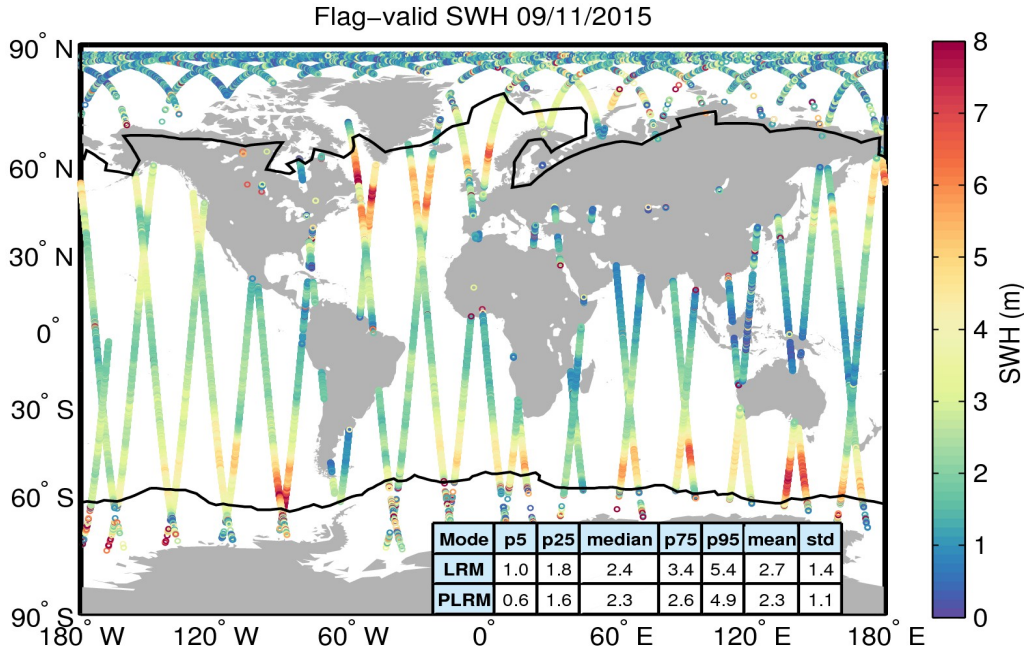 Flag−valid SWH 09/11/2015
90° N
60° N
30° N
0°
30° S
60° S
90° S
180° W
120° W
60° W
0°
60° E
120° E
180° E
8
7
6
5
4
3
2
1
0
SWH (m)
Mode p5 p25 median p75 p95 mean std
LRM 1.0 1.8 2.4 3.4 5.4 2.7 1.4
PLRM 0.6 1.6 2.3 2.6 4.9 2.3 1.1